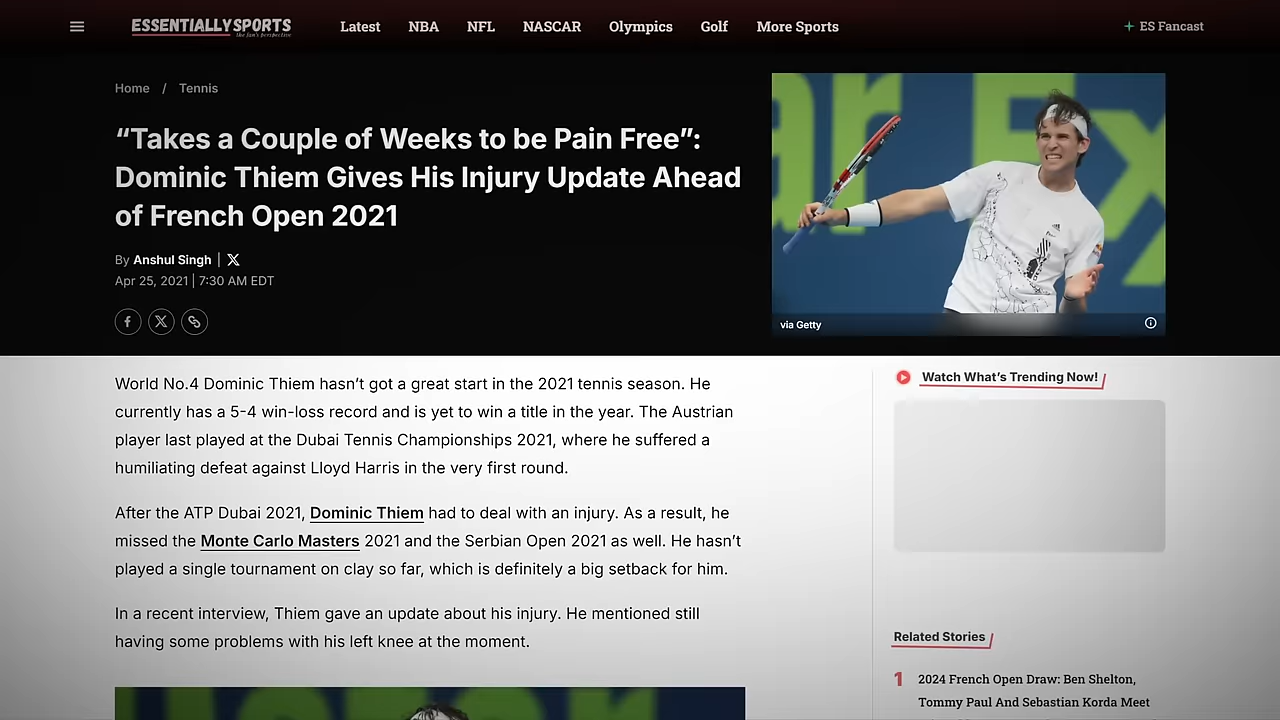 ESSENTIALLYSPORTS
the fan's perspective
Latest
NBA
NFL
NASCAR
Olympics
Golf
More Sports
+ ES Fancast
Home / Tennis
“Takes a Couple of Weeks to be Pain Free”:
Dominic Thiem Gives His Injury Update Ahead
of French Open 2021
By Anshul Singh | X
Apr 25, 2021 | 7:30 AM EDT
ar Ex
via Getty
World No.4 Dominic Thiem hasn’t got a great start in the 2021 tennis season. He
currently has a 5-4 win-loss record and is yet to win a title in the year. The Austrian
player last played at the Dubai Tennis Championships 2021, where he suffered a
humiliating defeat against Lloyd Harris in the very first round.
After the ATP Dubai 2021, Dominic Thiem had to deal with an injury. As a result, he
missed the Monte Carlo Masters 2021 and the Serbian Open 2021 as well. He hasn’t
played a single tournament on clay so far, which is definitely a big setback for him.
In a recent interview, Thiem gave an update about his injury. He mentioned still
having some problems with his left knee at the moment.
Watch What’s Trending Now!
Related Stories
1
2024 French Open Draw: Ben Shelton,
Tommy Paul And Sebastian Korda Meet